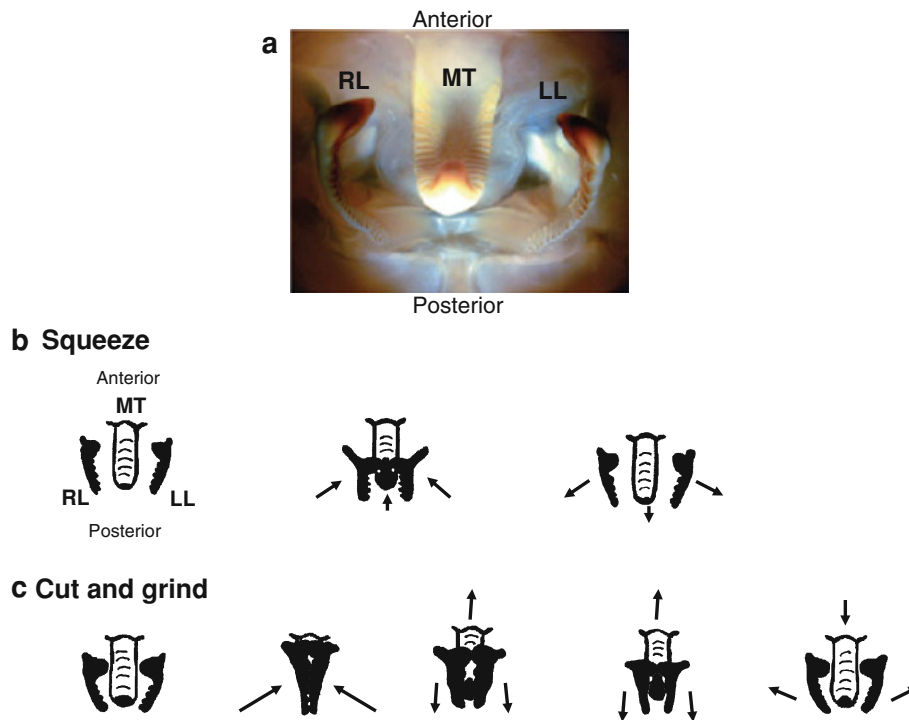 Anterior
a
RL MT LL
Posterior
b Squeeze
Anterior
MT
RL LL
Posterior
c Cut and grind